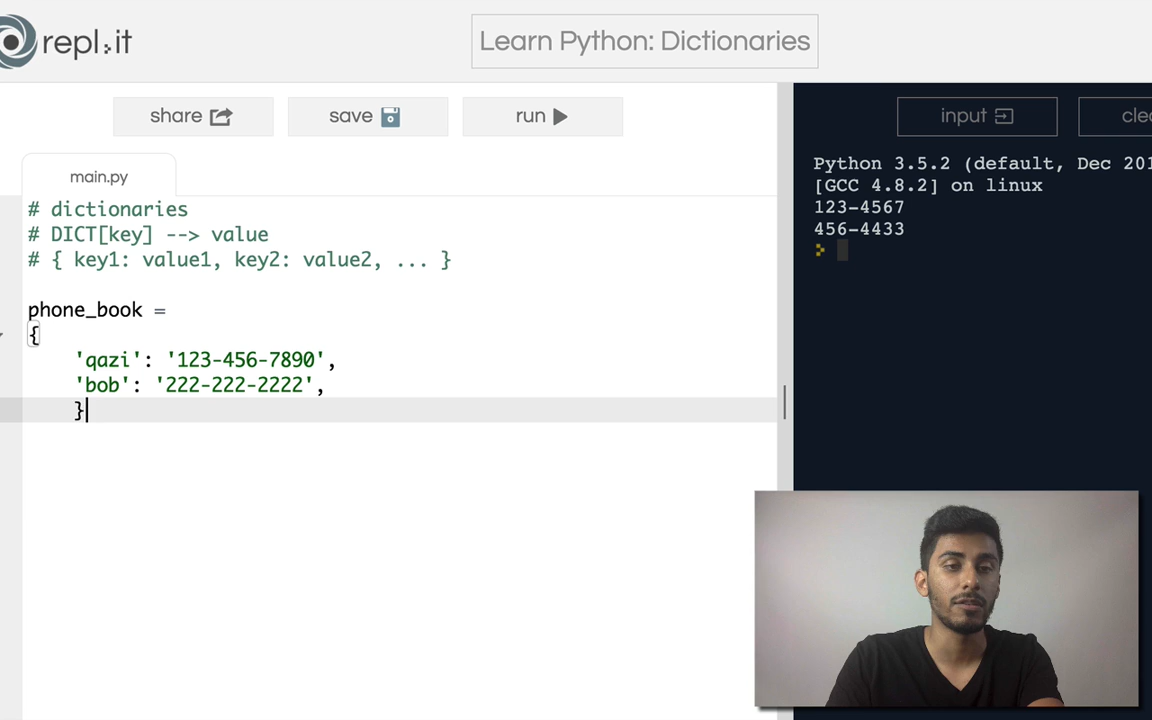 repl.it
Learn Python: Dictionaries
share
save
run
input
main.py
Python 3.5.2 (default, Dec 201
# dictionaries
[GCC 4.8.2] on linux
# DICT[key] --> value
123-4567
# { key1: value1, key2: value2, ... }
456-4433
>
phone_book =
{
'qazi': '123-456-7890',
'bob': '222-222-2222',
}